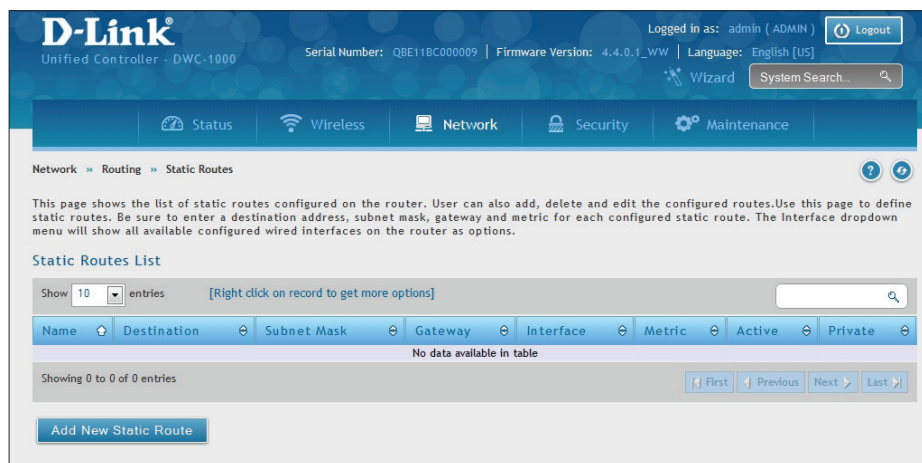 D-Link®
Unified Controller - DWC-1000
Logged in as: admin ( ADMIN ) Logout
Serial Number: QBE11BC000009 | Firmware Version: 4.4.0.1_WW | Language: English [US]
Wizard System Search...
Status Wireless Network Security Maintenance
Network » Routing » Static Routes ?
This page shows the list of static routes configured on the router. User can also add, delete and edit the configured routes.Use this page to define
static routes. Be sure to enter a destination address, subnet mask, gateway and metric for each configured static route. The Interface dropdown
menu will show all available configured wired interfaces on the router as options.
Static Routes List
Show 10 entries [Right click on record to get more options]
Name Destination Subnet Mask Gateway Interface Metric Active Private
No data available in table
Showing 0 to 0 of 0 entries First Previous Next Last
Add New Static Route